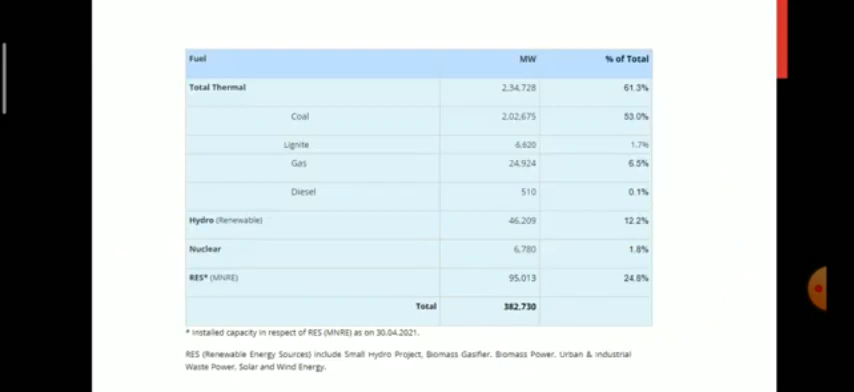 Fuel MW % of Total
Total Thermal 2,34,728 61.3%
Coal 2,02,675 53.0%
Lignite 6,620 1.7%
Gas 24,924 6.5%
Diesel 510 0.1%
Hydro (Renewable) 46,209 12.2%
Nuclear 6,780 1.8%
RES* (MNRE) 95,013 24.8%
Total 382,730
* Installed capacity in respect of RES (MNRE) as on 30.04.2021.
RES (Renewable Energy Sources) include Small Hydro Project, Biomass Gasifier, Biomass Power, Urban & Industrial
Waste Power, Solar and Wind Energy.